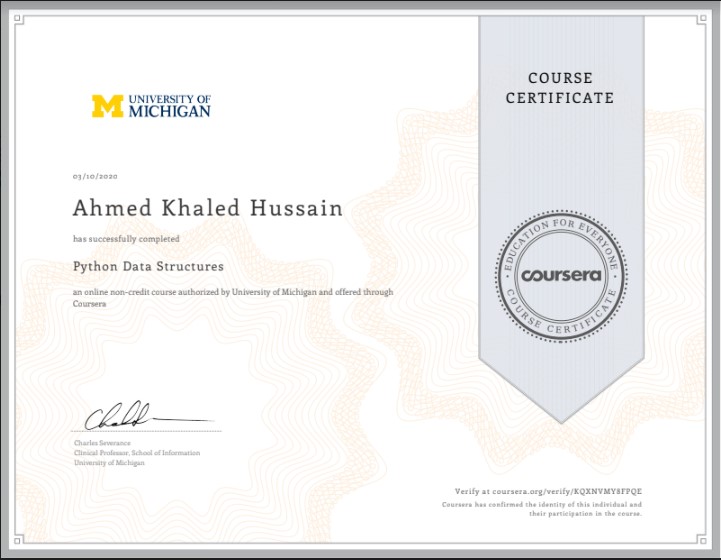 UNIVERSITY OF
MICHIGAN
COURSE
CERTIFICATE
03/10/2020
Ahmed Khaled Hussain
has successfully completed
Python Data Structures
an online non-credit course authorized by University of Michigan and offered through
Coursera
EDUCATION FOR EVERYONE
coursera
COURSE CERTIFICATE
Charles Severance
Clinical Professor, School of Information
University of Michigan
Verify at coursera.org/verify/KQXNVMY8FPQE
Coursera has confirmed the identity of this individual and
their participation in the course.